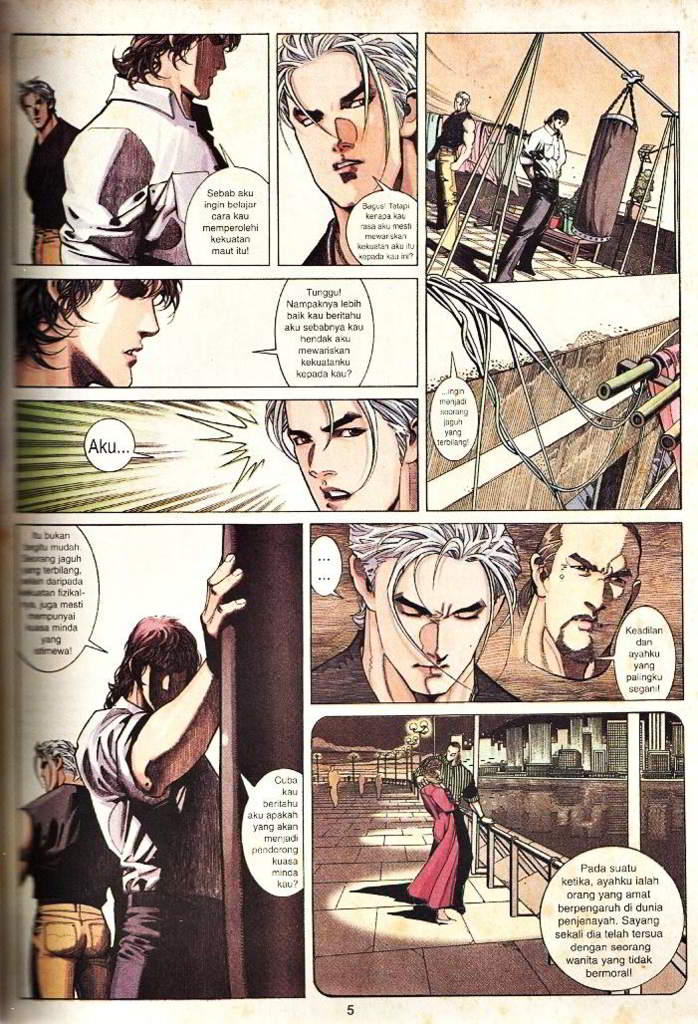 Sebab aku
ingin belajar
cara kau
memperolehi
kekuatan
maut itu!
Bagus! Tetapi
kenapa kau
rasa aku mesti
mewariskan
kekuatan aku itu
kepada kau ini?
Tunggu!
Nampaknya lebih
baik kau beritahu
aku sebabnya kau
hendak aku
mewariskan
kekuatanku
kepada kau?
Aku...
...ingin
menjadi
seorang
jaguh
yang
terbilang!
Itu bukan
begitu mudah.
Seorang jaguh
yang terbilang,
selain daripada
kekuatan fizikal-
nya, juga mesti
mempunyai
kuasa minda
yang
istimewa!
Cuba
kau
beritahu
aku apakah
yang akan
menjadi
pendorong
kuasa
minda
kau?
...
...
Keadilan
dan
ayahku
yang
palingku
segani!
Pada suatu
ketika, ayahku ialah
orang yang amat
berpengaruh di dunia
penjenayah. Sayang
sekali dia telah tersua
dengan seorang
wanita yang tidak
bermoral!
5